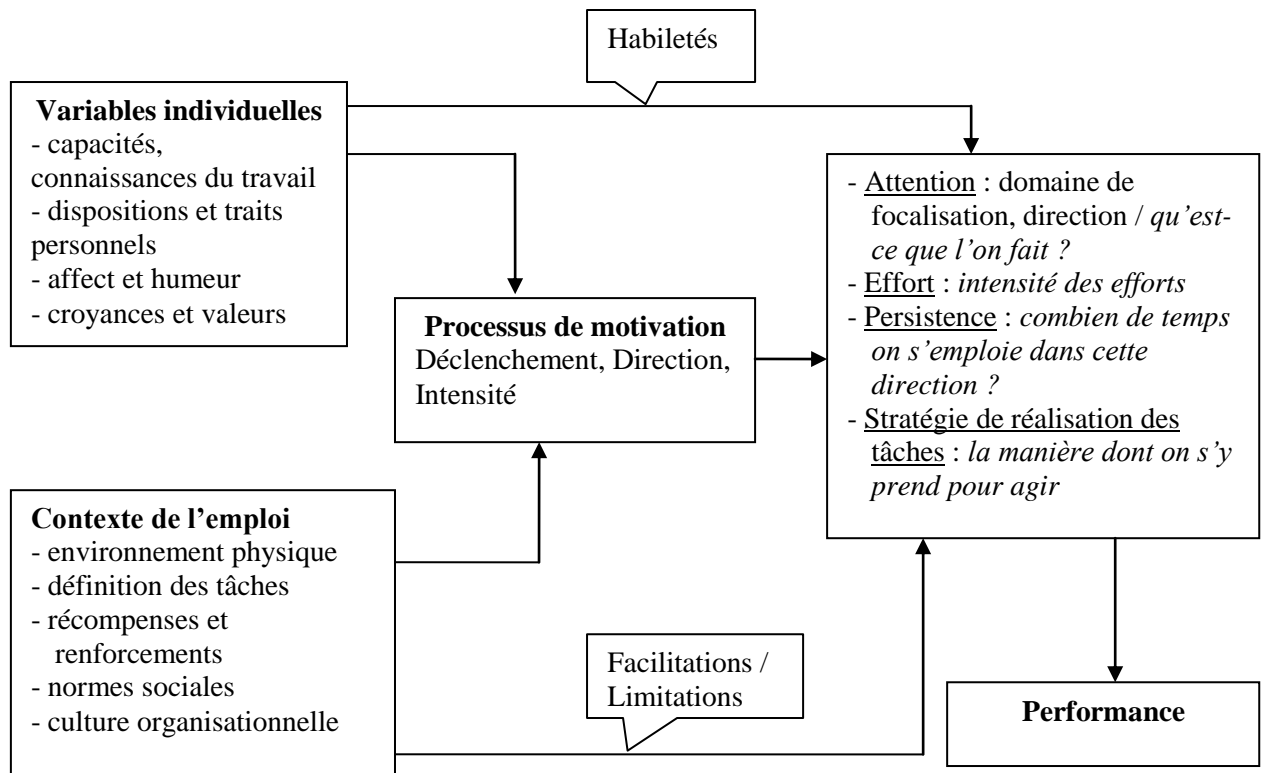 Habiletés
Variables individuelles
- capacités,
connaissances du travail
- dispositions et traits
personnels
- affect et humeur
- croyances et valeurs
Processus de motivation
Déclenchement, Direction,
Intensité
- Attention : domaine de
focalisation, direction / qu’est-
ce que l’on fait ?
- Effort : intensité des efforts
- Persistence : combien de temps
on s’emploie dans cette
direction ?
- Stratégie de réalisation des
tâches : la manière dont on s’y
prend pour agir
Contexte de l’emploi
- environnement physique
- définition des tâches
- récompenses et
renforcements
- normes sociales
- culture organisationnelle
Facilitations /
Limitations
Performance